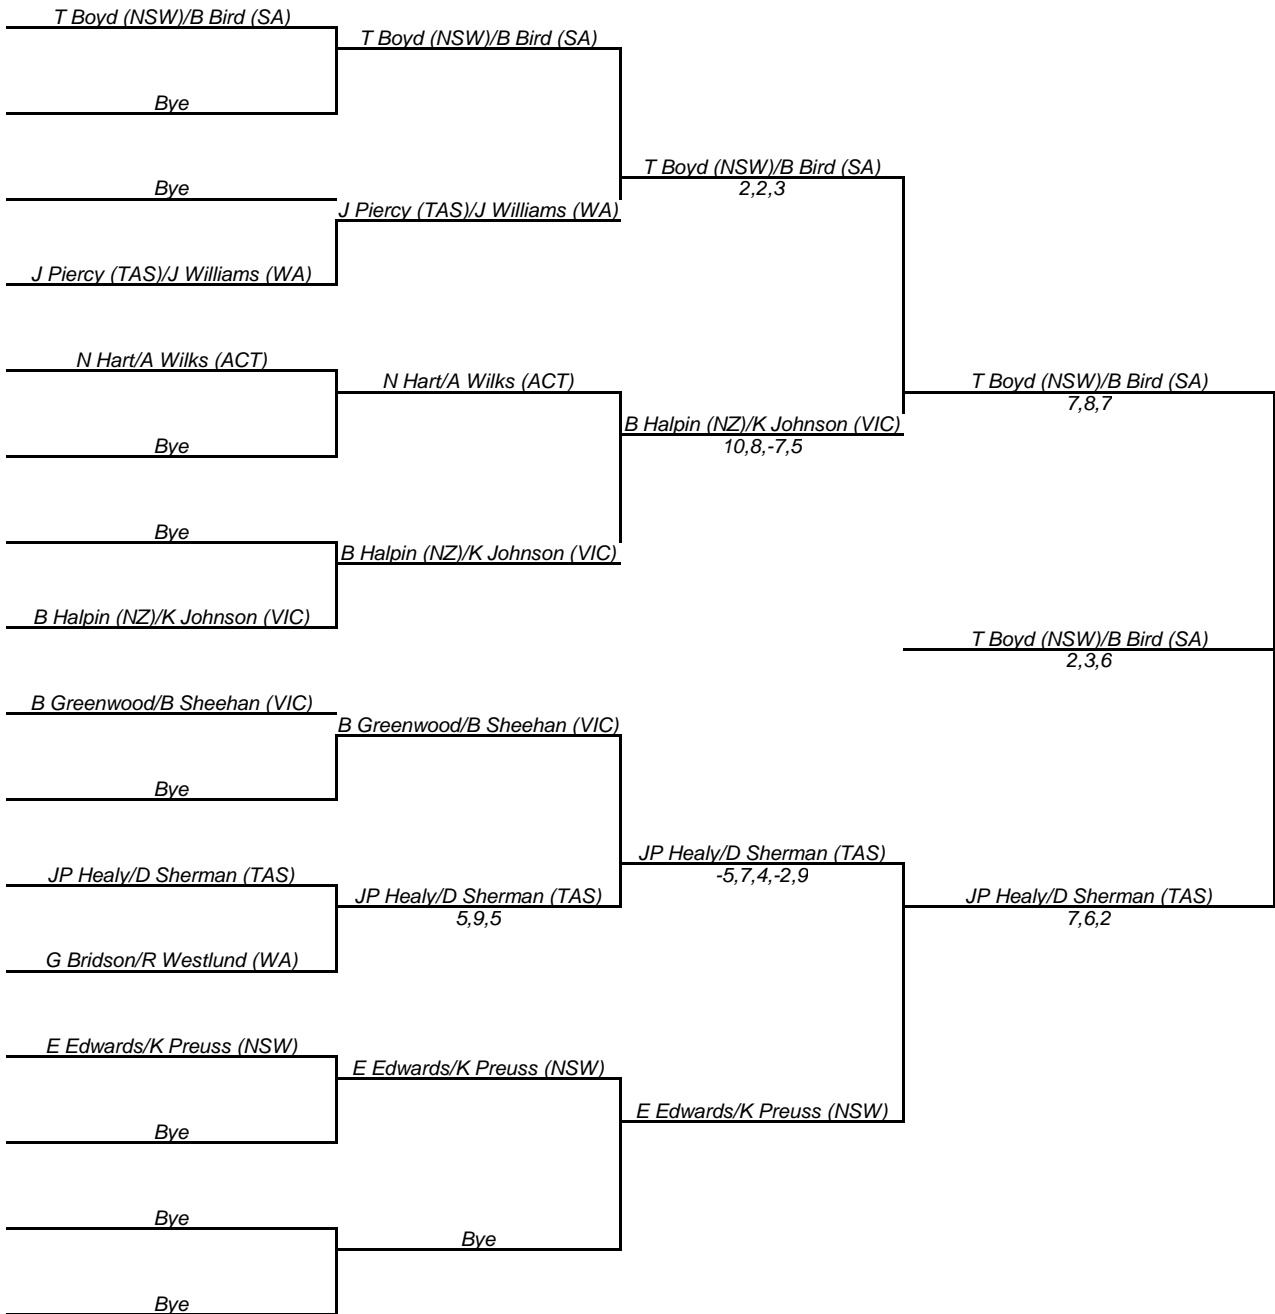 T Boyd (NSW)/B Bird (SA)
T Boyd (NSW)/B Bird (SA)
Bye
T Boyd (NSW)/B Bird (SA)
2,2,3
Bye
J Piercy (TAS)/J Williams (WA)
J Piercy (TAS)/J Williams (WA)
N Hart/A Wilks (ACT)
N Hart/A Wilks (ACT)
T Boyd (NSW)/B Bird (SA)
7,8,7
B Halpin (NZ)/K Johnson (VIC)
10,8,-7,5
Bye
Bye
B Halpin (NZ)/K Johnson (VIC)
B Halpin (NZ)/K Johnson (VIC)
T Boyd (NSW)/B Bird (SA)
2,3,6
B Greenwood/B Sheehan (VIC)
B Greenwood/B Sheehan (VIC)
Bye
JP Healy/D Sherman (TAS)
-5,7,4,-2,9
JP Healy/D Sherman (TAS)
JP Healy/D Sherman (TAS)
5,9,5
JP Healy/D Sherman (TAS)
7,6,2
G Bridson/R Westlund (WA)
E Edwards/K Preuss (NSW)
E Edwards/K Preuss (NSW)
E Edwards/K Preuss (NSW)
Bye
Bye
Bye
Bye